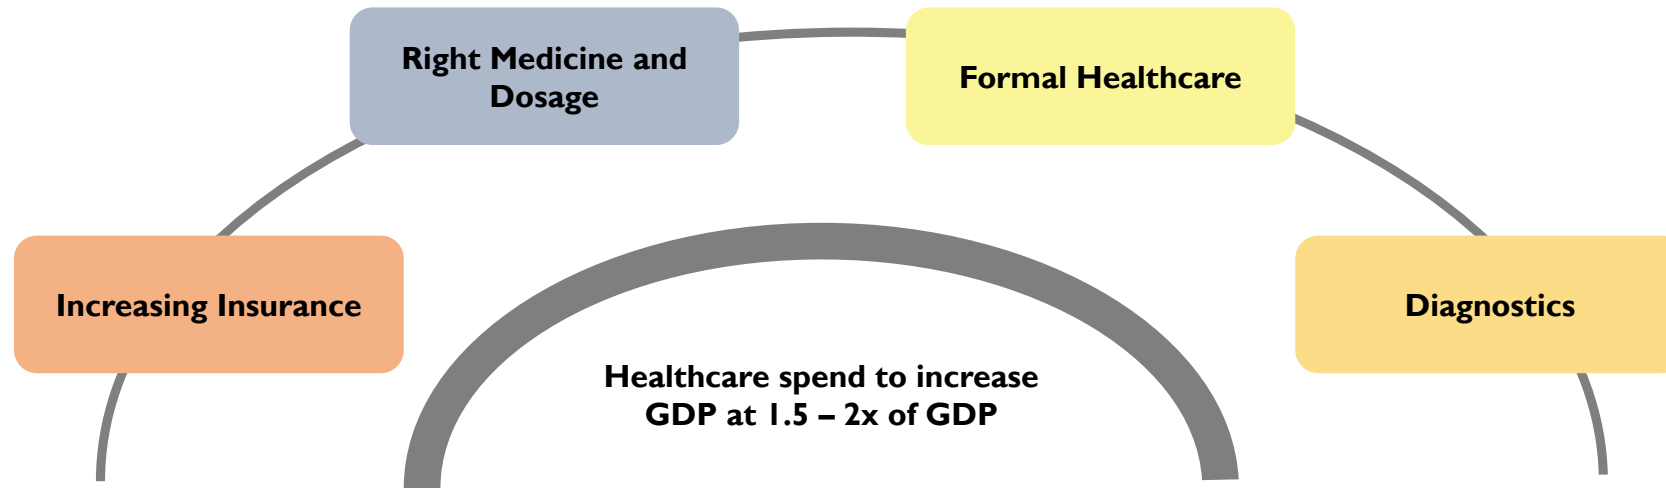 Right Medicine and
Dosage
Formal Healthcare
Increasing Insurance
Diagnostics
Healthcare spend to increase
GDP at 1.5 – 2x of GDP